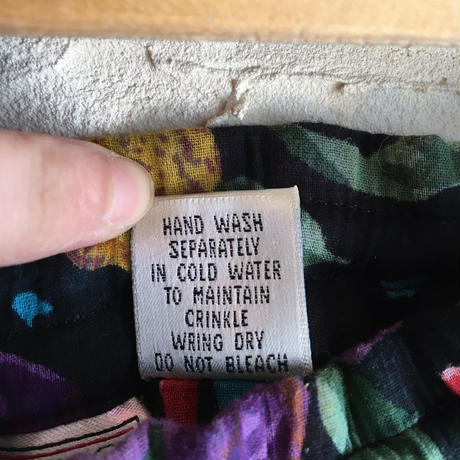 HAND WASH
SEPARATELY
IN COLD WATER
TO MAINTAIN
CRINKLE
WRING DRY
DO NOT BLEACH